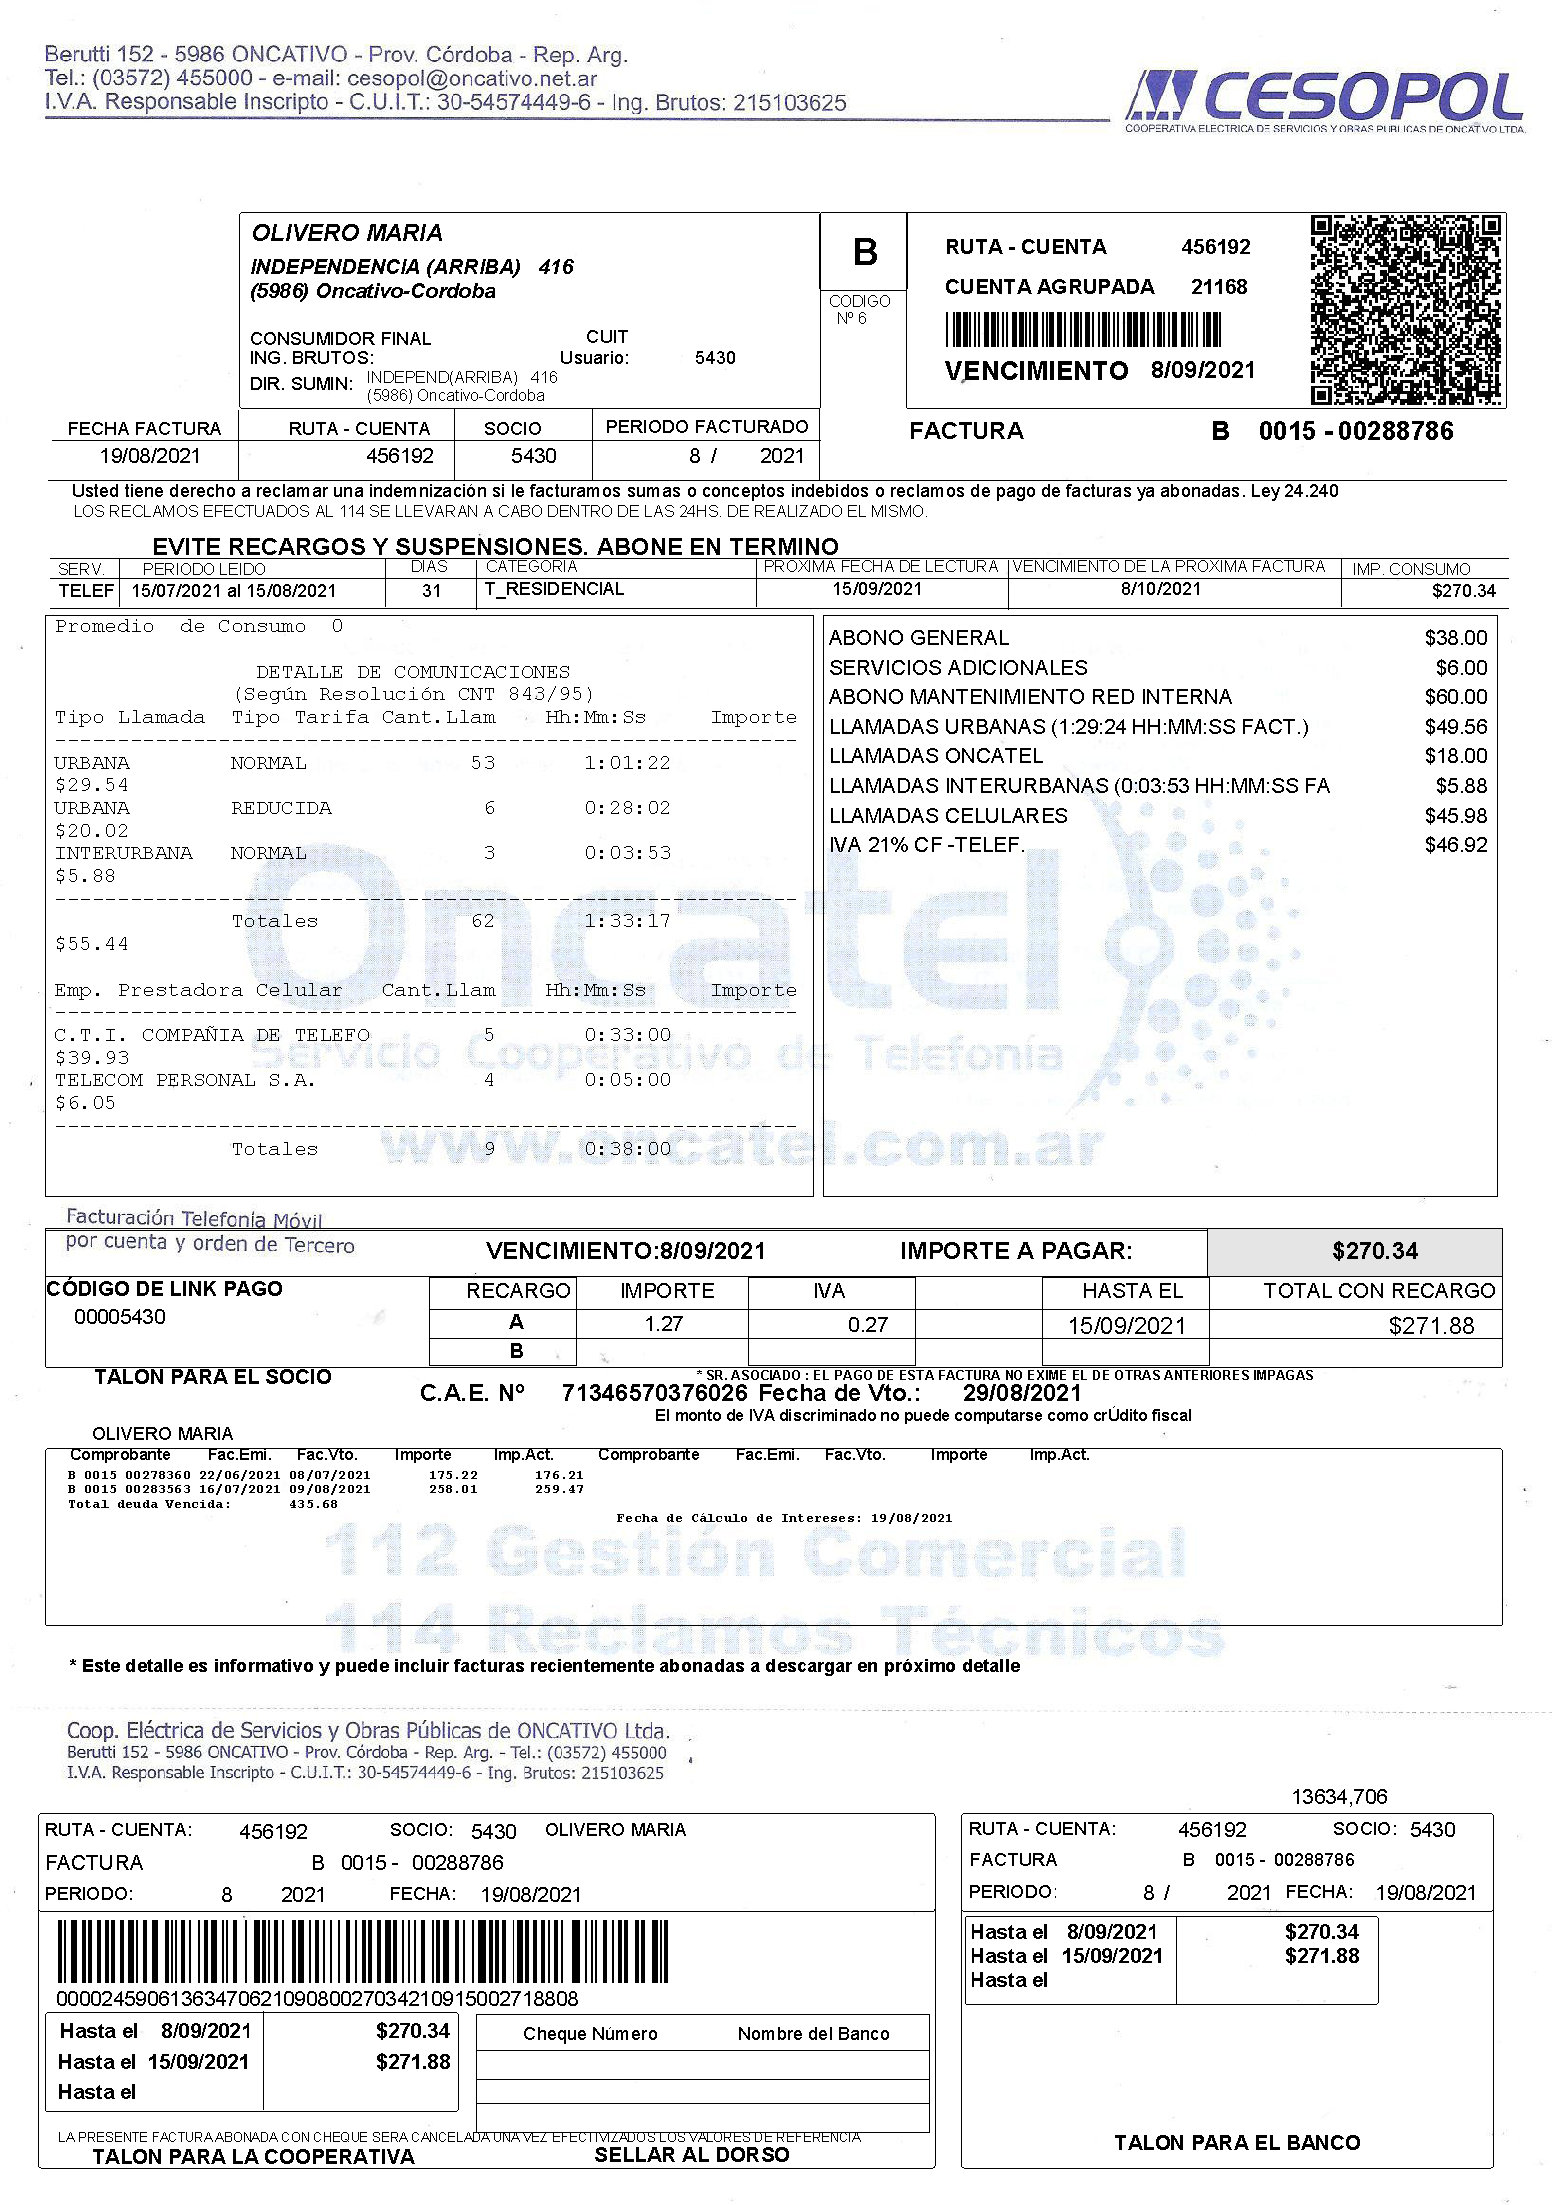 Berutti 152 - 5986 ONCATIVO - Prov. Córdoba - Rep. Arg.
Tel.: (03572) 455000 - e-mail: cesopol@oncativo.net.ar
I.V.A. Responsable Inscripto - C.U.I.T.: 30-54574449-6 - Ing. Brutos: 215103625
CESOPOL
COOPERATIVA ELECTRICA DE SERVICIOS Y OBRAS PUBLICAS DE ONCATIVO LTDA.
OLIVERO MARIA
INDEPENDENCIA (ARRIBA) 416
(5986) Oncativo-Cordoba
CONSUMIDOR FINAL CUIT
ING. BRUTOS: Usuario: 5430
DIR. SUMIN: INDEPEND(ARRIBA) 416
(5986) Oncativo-Cordoba
B
CODIGO
Nº 6
RUTA - CUENTA 456192
CUENTA AGRUPADA 21168
VENCIMIENTO 8/09/2021
FECHA FACTURA RUTA - CUENTA SOCIO PERIODO FACTURADO
19/08/2021 456192 5430 8 / 2021
FACTURA B 0015 - 00288786
Usted tiene derecho a reclamar una indemnización si le facturamos sumas o conceptos indebidos o reclamos de pago de facturas ya abonadas. Ley 24.240
LOS RECLAMOS EFECTUADOS AL 114 SE LLEVARAN A CABO DENTRO DE LAS 24HS. DE REALIZADO EL MISMO.
EVITE RECARGOS Y SUSPENSIONES. ABONE EN TERMINO
SERV. PERIODO LEIDO DIAS CATEGORIA PROXIMA FECHA DE LECTURA VENCIMIENTO DE LA PROXIMA FACTURA IMP. CONSUMO
TELEF 15/07/2021 al 15/08/2021 31 T_RESIDENCIAL 15/09/2021 8/10/2021 $270.34
Promedio de Consumo 0
DETALLE DE COMUNICACIONES
(Según Resolución CNT 843/95)
Tipo Llamada Tipo Tarifa Cant.Llam Hh:Mm:Ss Importe
URBANA NORMAL 53 1:01:22
$29.54
URBANA REDUCIDA 6 0:28:02
$20.02
INTERURBANA NORMAL 3 0:03:53
$5.88
Totales 62 1:33:17
$55.44
Emp. Prestadora Celular Cant.Llam Hh:Mm:Ss Importe
C.T.I. COMPAÑIA DE TELEFO 5 0:33:00
$39.93
TELECOM PERSONAL S.A. 4 0:05:00
$6.05
Totales 9 0:38:00
ABONO GENERAL $38.00
SERVICIOS ADICIONALES $6.00
ABONO MANTENIMIENTO RED INTERNA $60.00
LLAMADAS URBANAS (1:29:24 HH:MM:SS FACT.) $49.56
LLAMADAS ONCATEL $18.00
LLAMADAS INTERURBANAS (0:03:53 HH:MM:SS FA $5.88
LLAMADAS CELULARES $45.98
IVA 21% CF -TELEF. $46.92
Oncatel
Servicio Cooperativo de Telefonía
www.oncatel.com.ar
Facturación Telefonía Móvil
por cuenta y orden de Tercero
VENCIMIENTO:8/09/2021 IMPORTE A PAGAR: $270.34
CÓDIGO DE LINK PAGO
00005430
RECARGO IMPORTE IVA HASTA EL TOTAL CON RECARGO
A 1.27 0.27 15/09/2021 $271.88
B
TALON PARA EL SOCIO
* SR. ASOCIADO : EL PAGO DE ESTA FACTURA NO EXIME EL DE OTRAS ANTERIORES IMPAGAS
C.A.E. Nº 71346570376026 Fecha de Vto.: 29/08/2021
El monto de IVA discriminado no puede computarse como crÚdito fiscal
OLIVERO MARIA
Comprobante Fac.Emi. Fac.Vto. Importe Imp.Act. Comprobante Fac.Emi. Fac.Vto. Importe Imp.Act.
B 0015 00278360 22/06/2021 08/07/2021 175.22 176.21
B 0015 00283563 16/07/2021 09/08/2021 258.01 259.47
Total deuda Vencida: 435.68
Fecha de Cálculo de Intereses: 19/08/2021
112 Gestión Comercial
114 Reclamos Técnicos
* Este detalle es informativo y puede incluir facturas recientemente abonadas a descargar en próximo detalle
Coop. Eléctrica de Servicios y Obras Públicas de ONCATIVO Ltda.
Berutti 152 - 5986 ONCATIVO - Prov. Córdoba - Rep. Arg. - Tel.: (03572) 455000
I.V.A. Responsable Inscripto - C.U.I.T.: 30-54574449-6 - Ing. Brutos: 215103625
13634,706
RUTA - CUENTA: 456192 SOCIO: 5430 OLIVERO MARIA
FACTURA B 0015 - 00288786
PERIODO: 8 2021 FECHA: 19/08/2021
0000245906136347062109080027034210915002718808
Hasta el 8/09/2021 $270.34
Hasta el 15/09/2021 $271.88
Hasta el
Cheque Número Nombre del Banco
LA PRESENTE FACTURA ABONADA CON CHEQUE SERA CANCELADA UNA VEZ EFECTIVIZADOS LOS VALORES DE REFERENCIA
TALON PARA LA COOPERATIVA SELLAR AL DORSO
RUTA - CUENTA: 456192 SOCIO: 5430
FACTURA B 0015 - 00288786
PERIODO: 8 / 2021 FECHA: 19/08/2021
Hasta el 8/09/2021 $270.34
Hasta el 15/09/2021 $271.88
Hasta el
TALON PARA EL BANCO